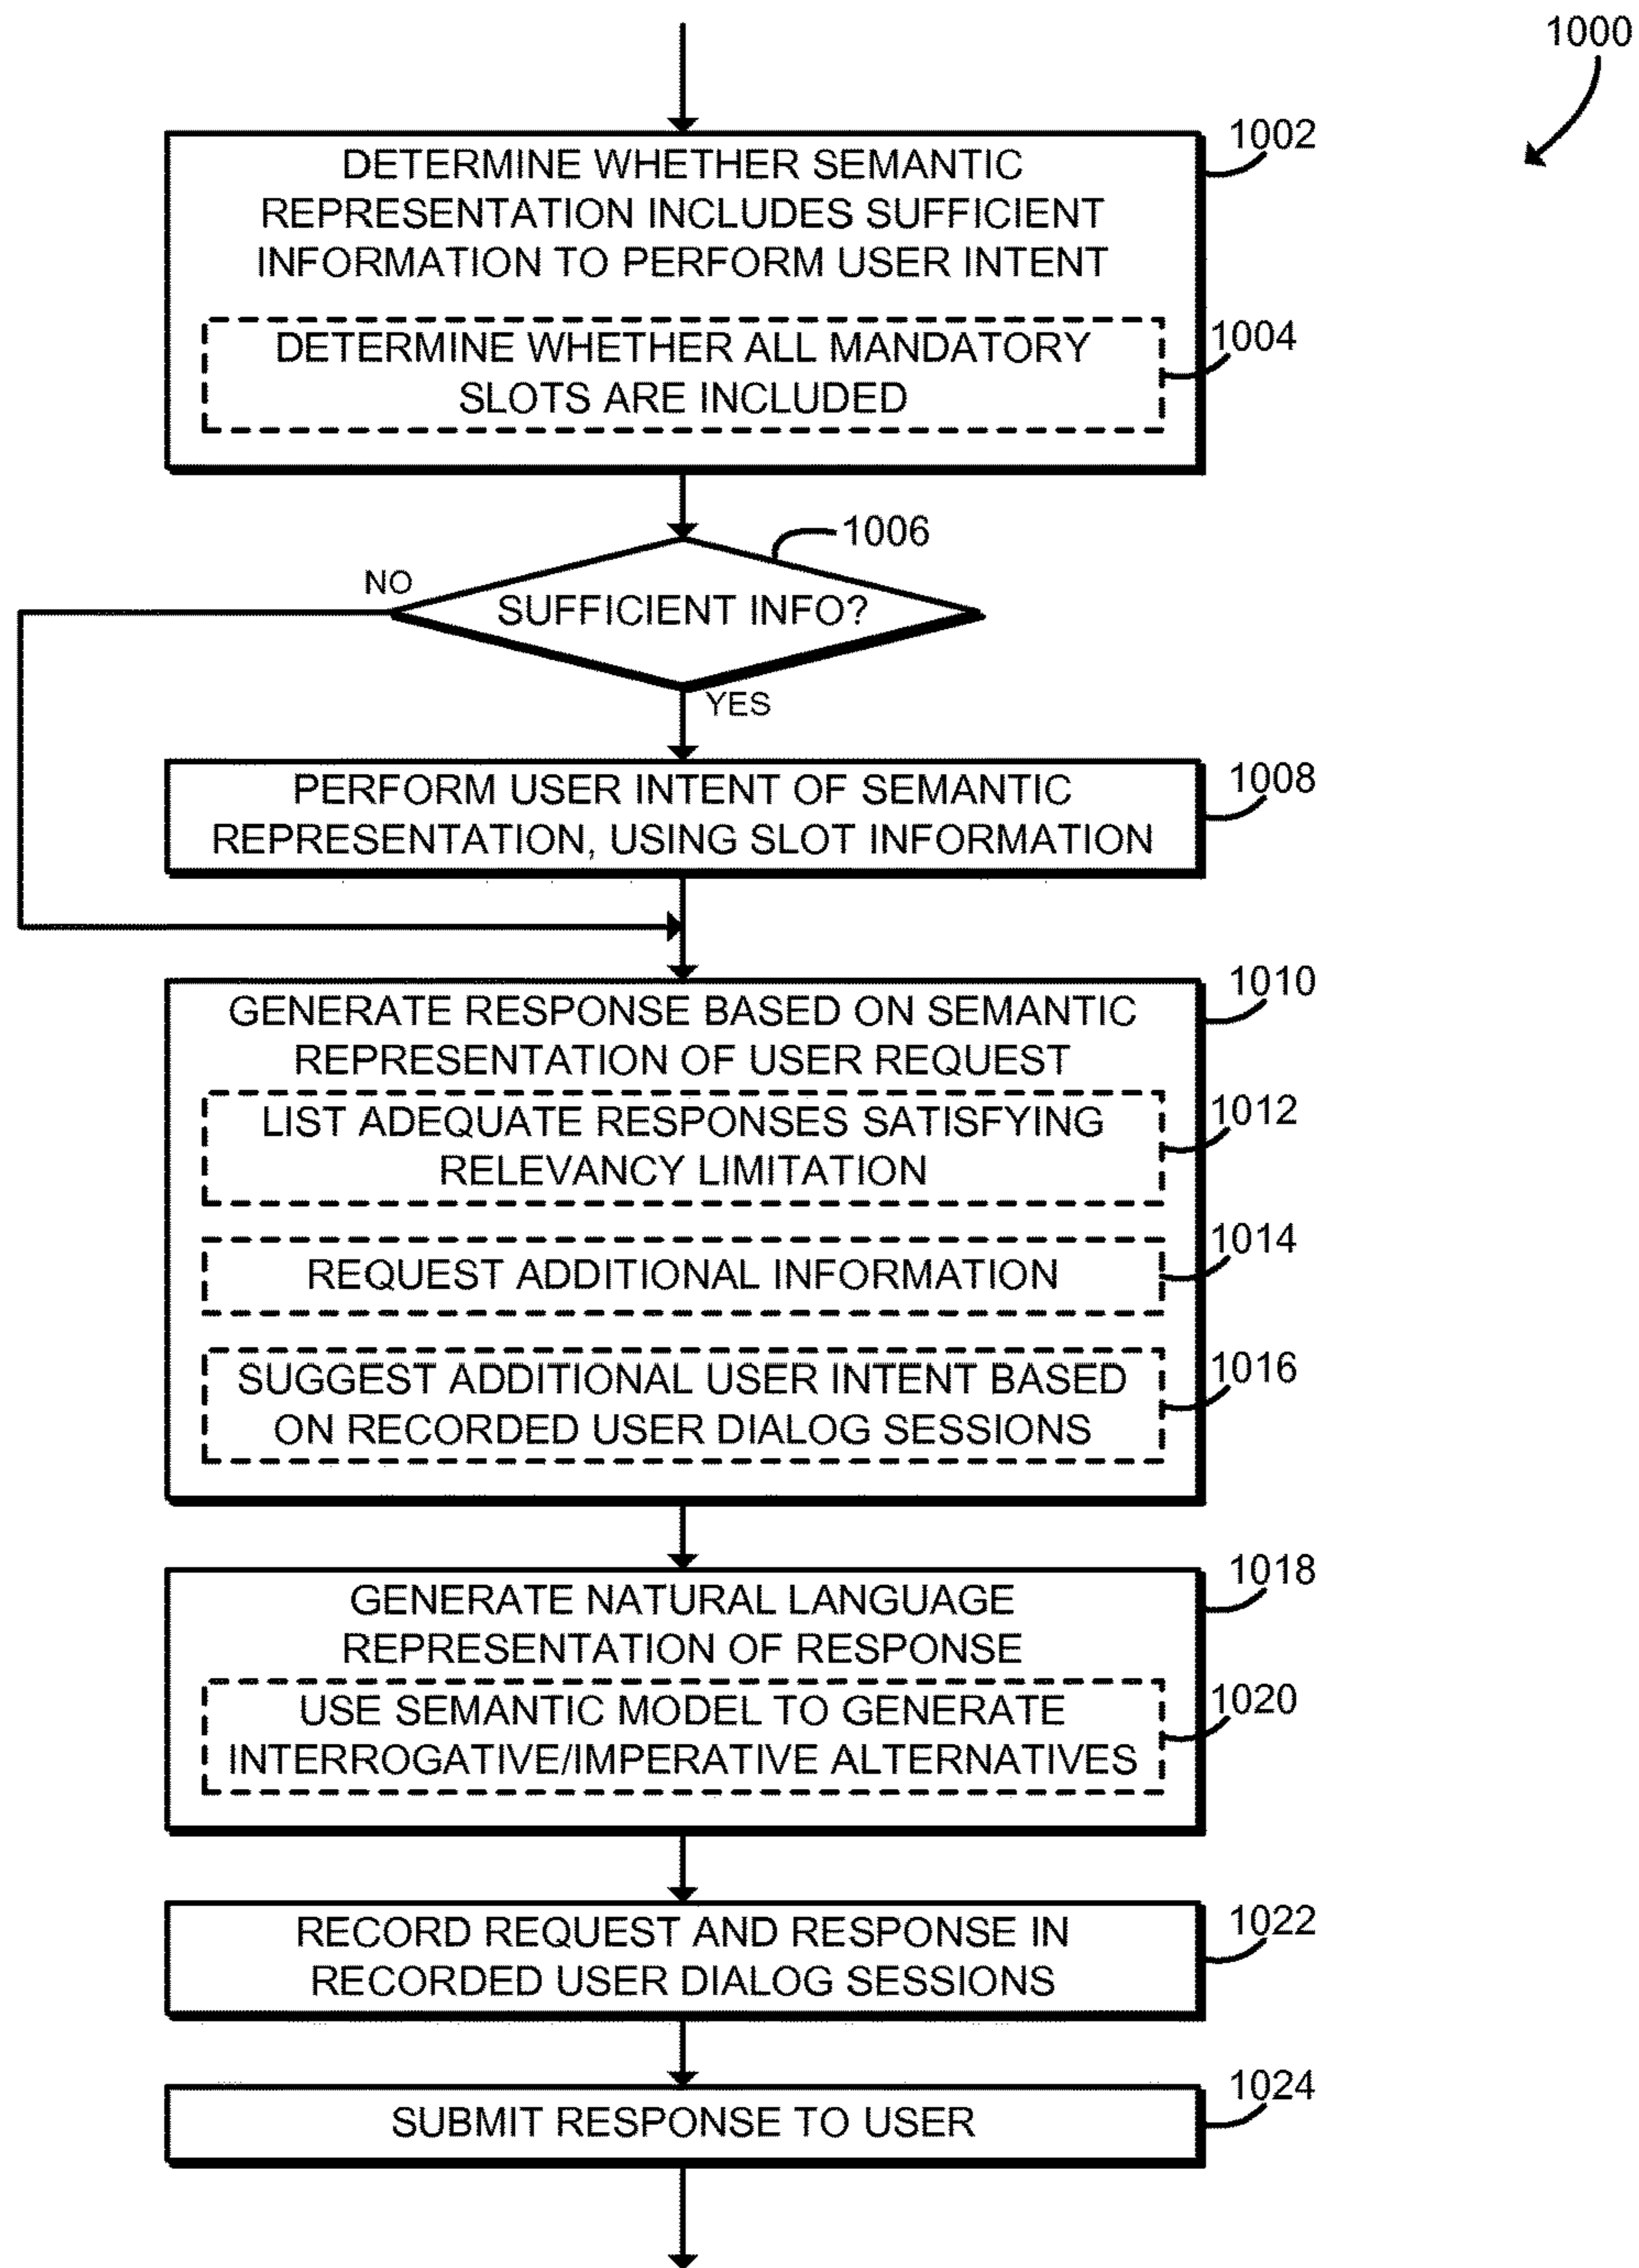 1000
1002
DETERMINE WHETHER SEMANTIC
REPRESENTATION INCLUDES SUFFICIENT
INFORMATION TO PERFORM USER INTENT
1004
DETERMINE WHETHER ALL MANDATORY
SLOTS ARE INCLUDED
1006
NO
SUFFICIENT INFO?
YES
1008
PERFORM USER INTENT OF SEMANTIC
REPRESENTATION, USING SLOT INFORMATION
1010
GENERATE RESPONSE BASED ON SEMANTIC
REPRESENTATION OF USER REQUEST
1012
LIST ADEQUATE RESPONSES SATISFYING
RELEVANCY LIMITATION
1014
REQUEST ADDITIONAL INFORMATION
1016
SUGGEST ADDITIONAL USER INTENT BASED
ON RECORDED USER DIALOG SESSIONS
1018
GENERATE NATURAL LANGUAGE
REPRESENTATION OF RESPONSE
1020
USE SEMANTIC MODEL TO GENERATE
INTERROGATIVE/IMPERATIVE ALTERNATIVES
1022
RECORD REQUEST AND RESPONSE IN
RECORDED USER DIALOG SESSIONS
1024
SUBMIT RESPONSE TO USER